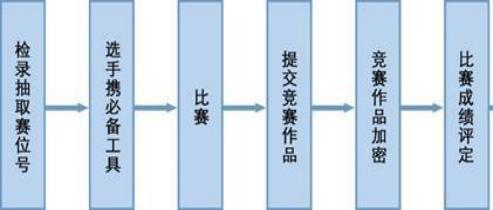 检录抽取赛位号
选手携必备工具
比赛
提交竞赛作品
竞赛作品加密
比赛成绩评定